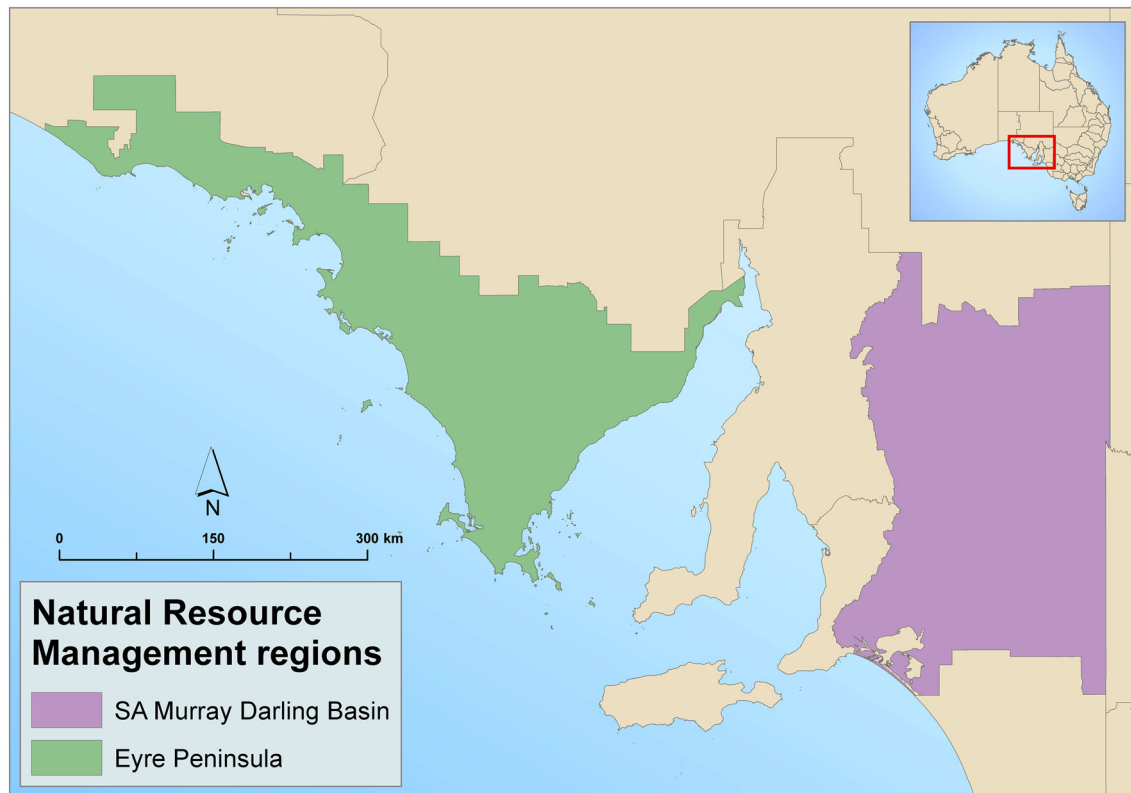 N
0 150 300 km
Natural Resource
Management regions
SA Murray Darling Basin
Eyre Peninsula